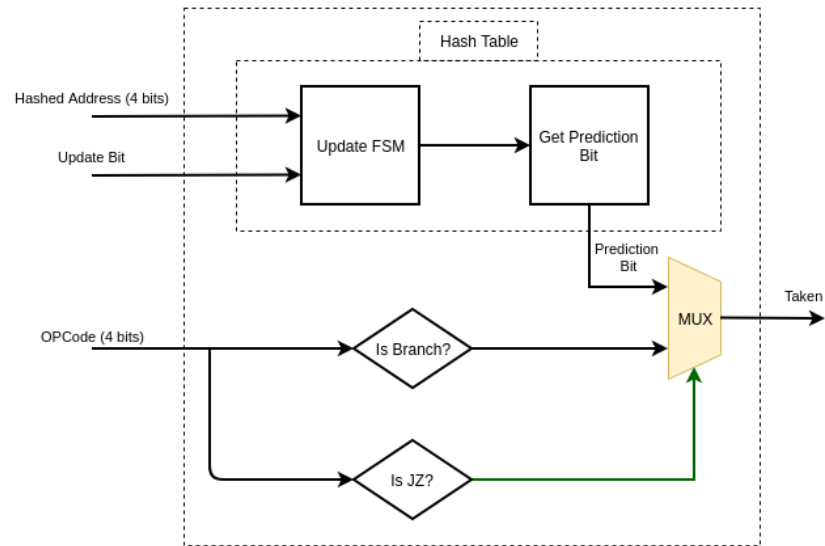 Hash Table
Hashed Address (4 bits)
Update FSM
Get Prediction
Bit
Update Bit
Prediction
Bit
Taken
MUX
OPCode (4 bits)
Is Branch?
Is JZ?